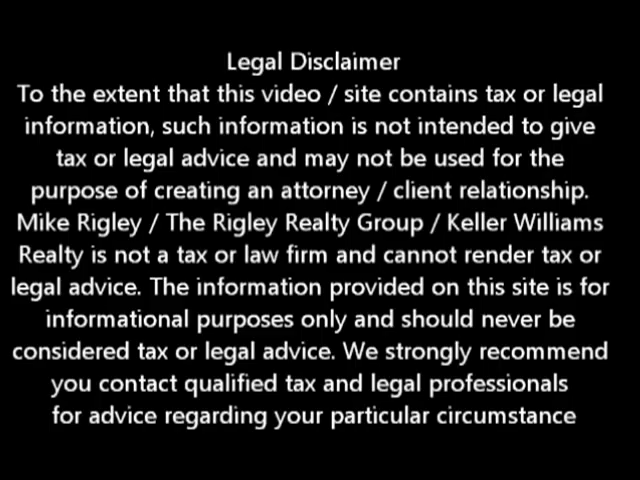 Legal Disclaimer
To the extent that this video / site contains tax or legal
information, such information is not intended to give
tax or legal advice and may not be used for the
purpose of creating an attorney / client relationship.
Mike Rigley / The Rigley Realty Group / Keller Williams
Realty is not a tax or law firm and cannot render tax or
legal advice. The information provided on this site is for
informational purposes only and should never be
considered tax or legal advice. We strongly recommend
you contact qualified tax and legal professionals
for advice regarding your particular circumstance